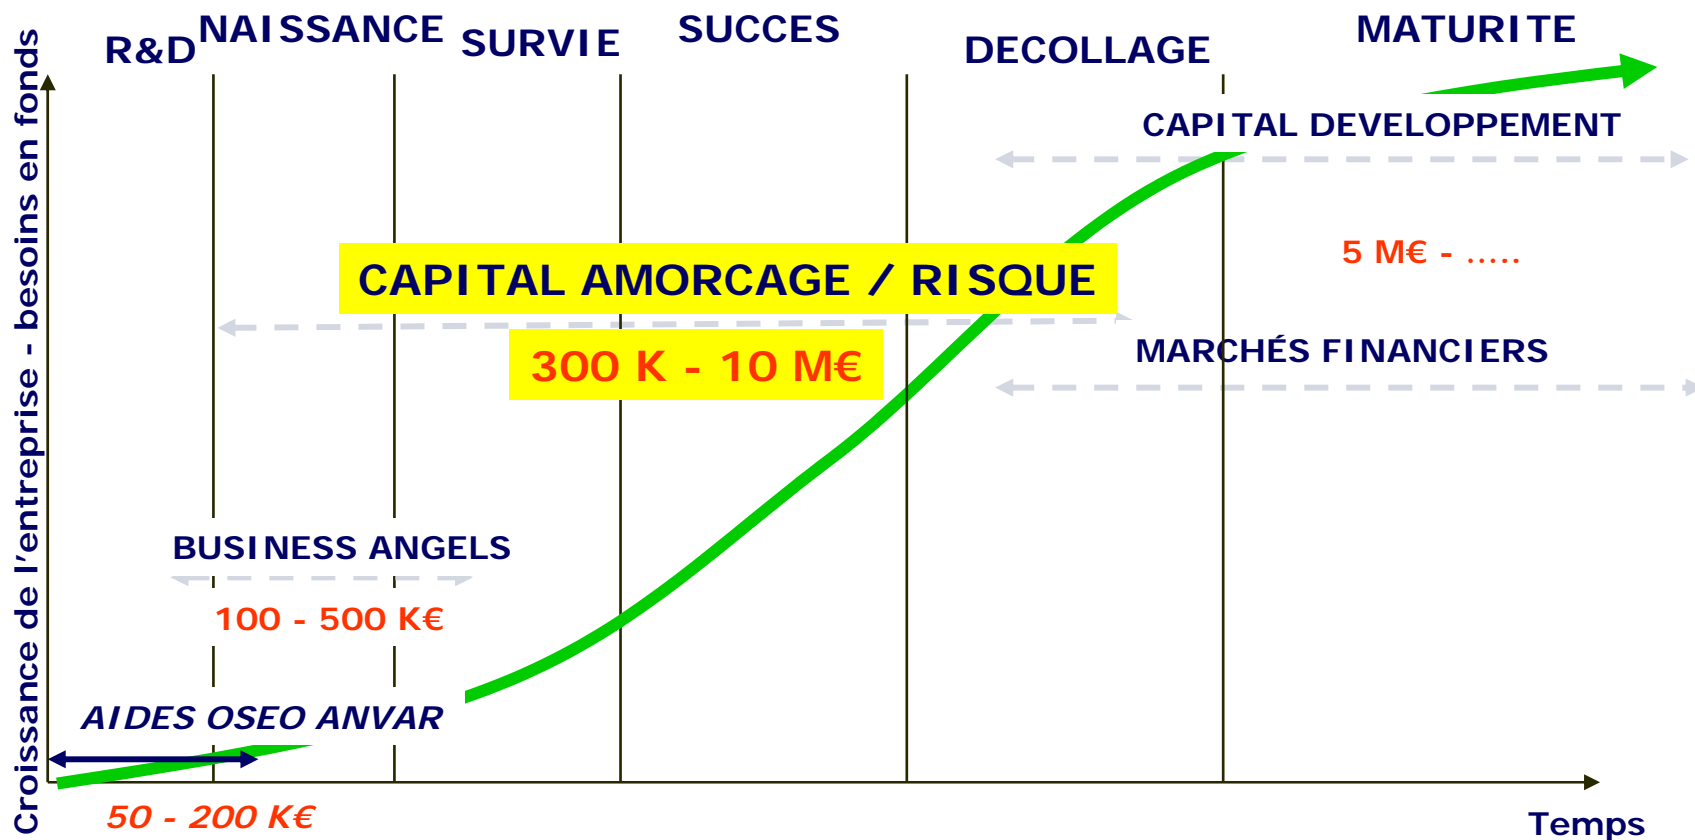 Croissance de l'entreprise - besoins en fonds
R&D
NAISSANCE
SURVIE
SUCCES
DECOLLAGE
MATURITE
CAPITAL DEVELOPPEMENT
5 M€ - .....
CAPITAL AMORCAGE / RISQUE
300 K - 10 M€
MARCHÉS FINANCIERS
BUSINESS ANGELS
100 - 500 K€
AIDES OSEO ANVAR
50 - 200 K€
Temps